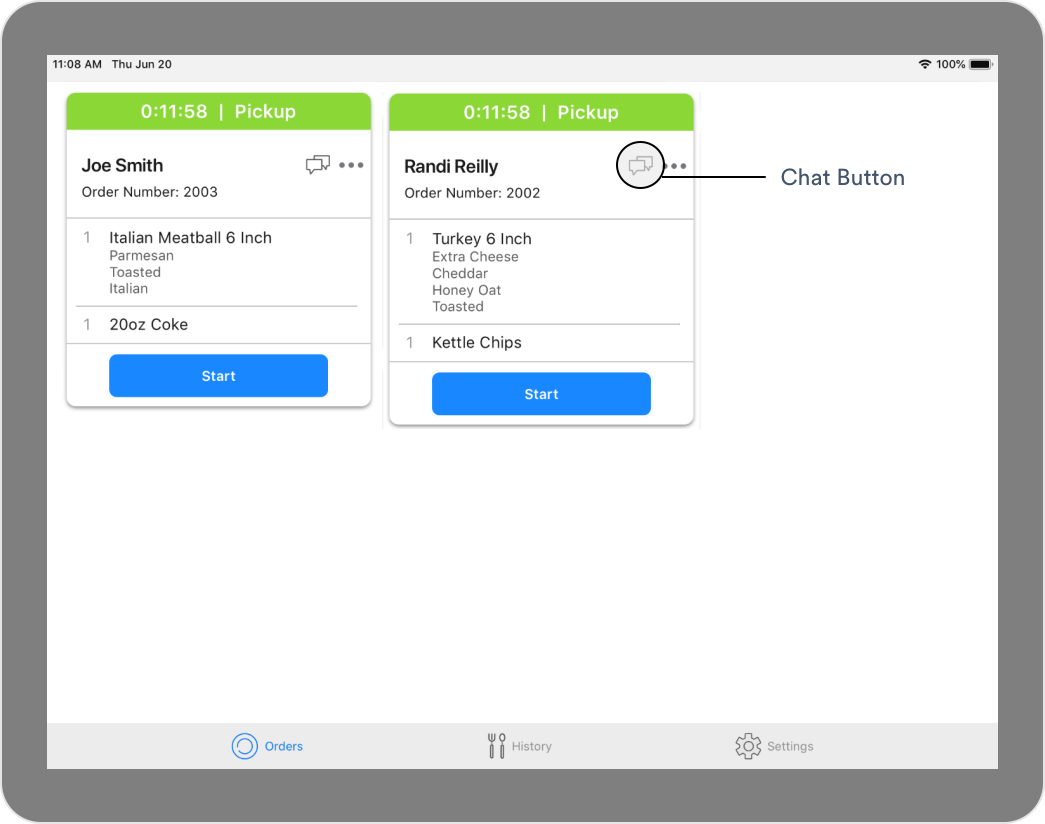 11:08 AM Thu Jun 20
100%
0:11:58 | Pickup
Joe Smith
Order Number: 2003
1 Italian Meatball 6 Inch
Parmesan
Toasted
Italian
1 20oz Coke
Start
0:11:58 | Pickup
Randi Reilly
Order Number: 2002
1 Turkey 6 Inch
Extra Cheese
Cheddar
Honey Oat
Toasted
1 Kettle Chips
Start
Chat Button
Orders
History
Settings